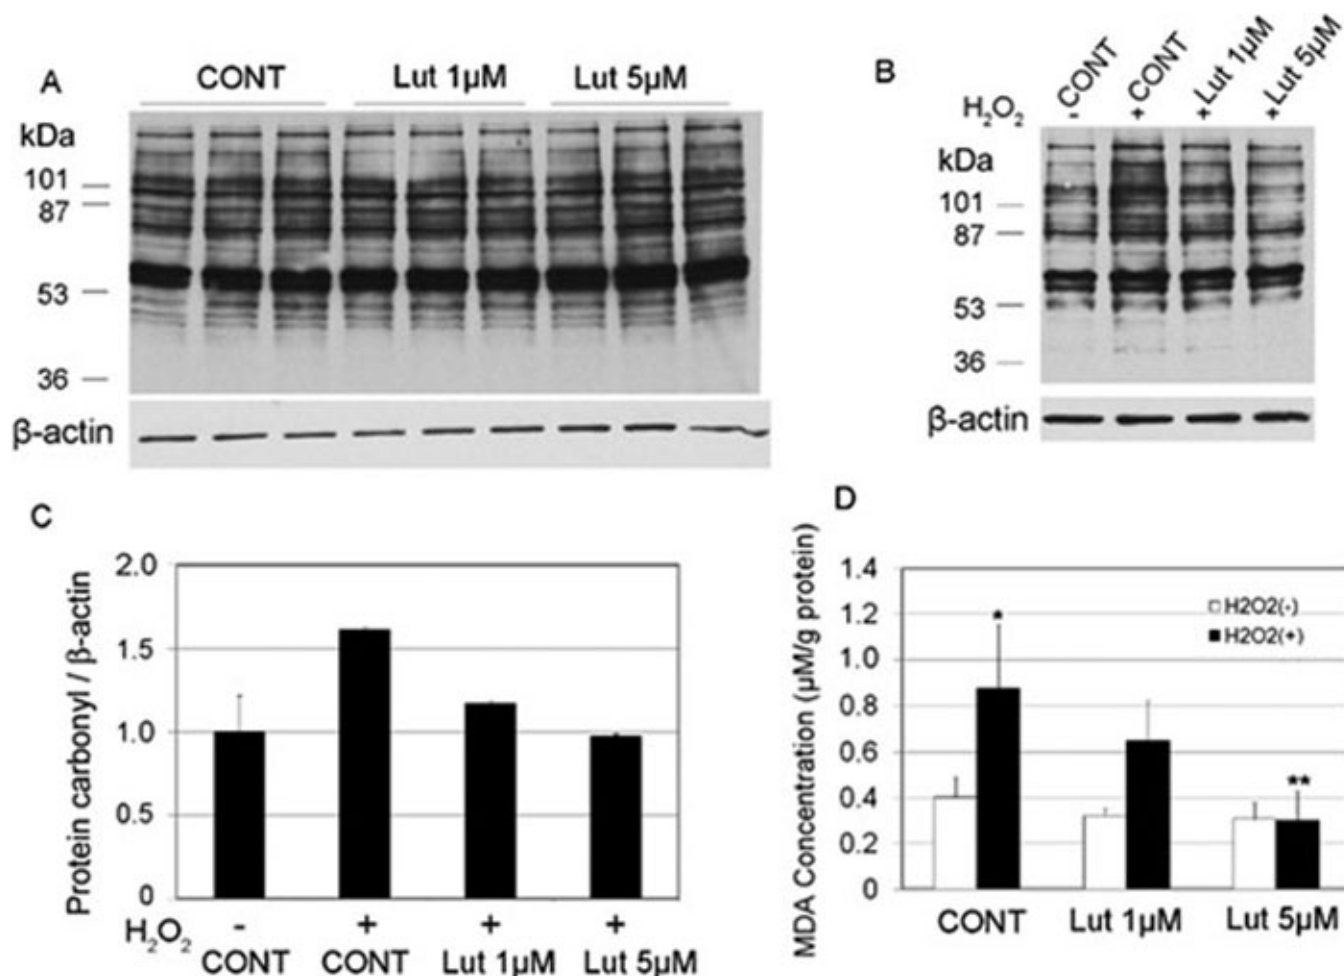 A
CONT Lut 1µM Lut 5µM
kDa
101
87
53
36
β-actin
B
H₂O₂
- CONT
+ CONT
+ Lut 1µM
+ Lut 5µM
kDa
101
87
53
36
β-actin
C
Protein carbonyl / β-actin
2.0
1.5
1.0
0.5
0
H₂O₂ - + + +
CONT CONT Lut 1µM Lut 5µM
D
MDA Concentration (µM/g protein)
1.4
1.2
1.0
0.8
0.6
0.4
0.2
0
H2O2(-)
H2O2(+)
*
**
CONT Lut 1µM Lut 5µM